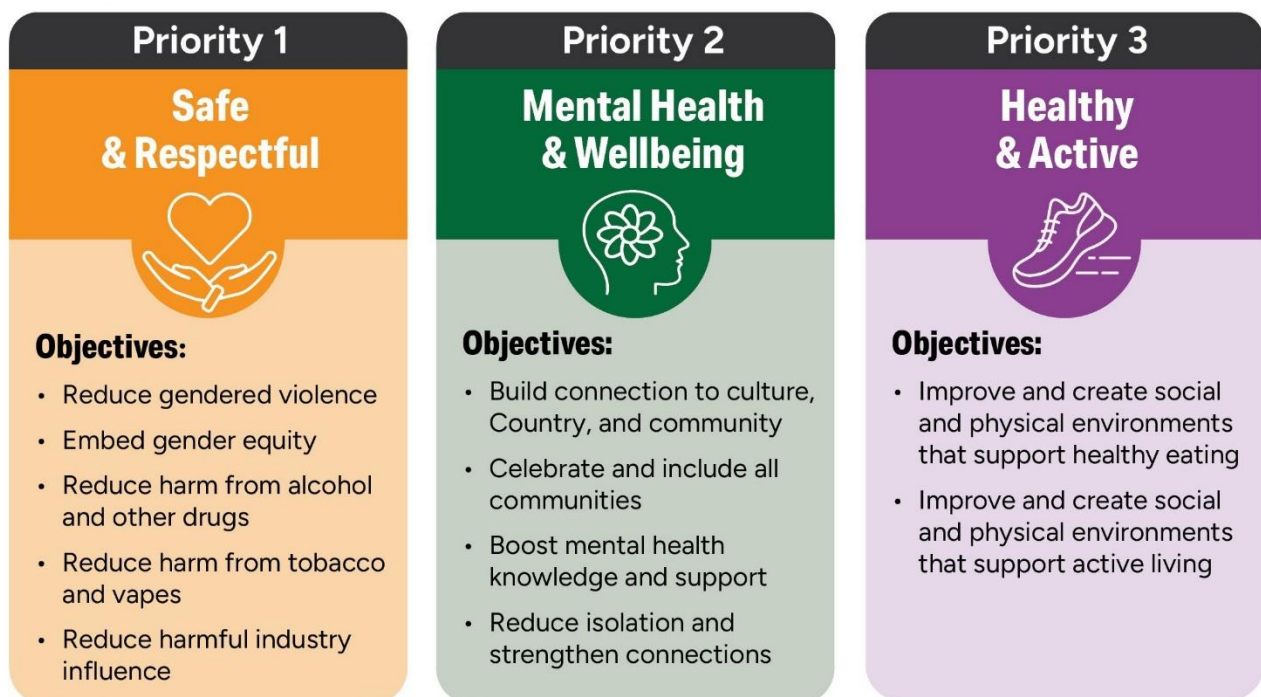 Priority 1
Safe
& Respectful
Objectives:
• Reduce gendered violence
• Embed gender equity
• Reduce harm from alcohol
and other drugs
• Reduce harm from tobacco
and vapes
• Reduce harmful industry
influence
Priority 2
Mental Health
& Wellbeing
Objectives:
• Build connection to culture,
Country, and community
• Celebrate and include all
communities
• Boost mental health
knowledge and support
• Reduce isolation and
strengthen connections
Priority 3
Healthy
& Active
Objectives:
• Improve and create social
and physical environments
that support healthy eating
• Improve and create social
and physical environments
that support active living